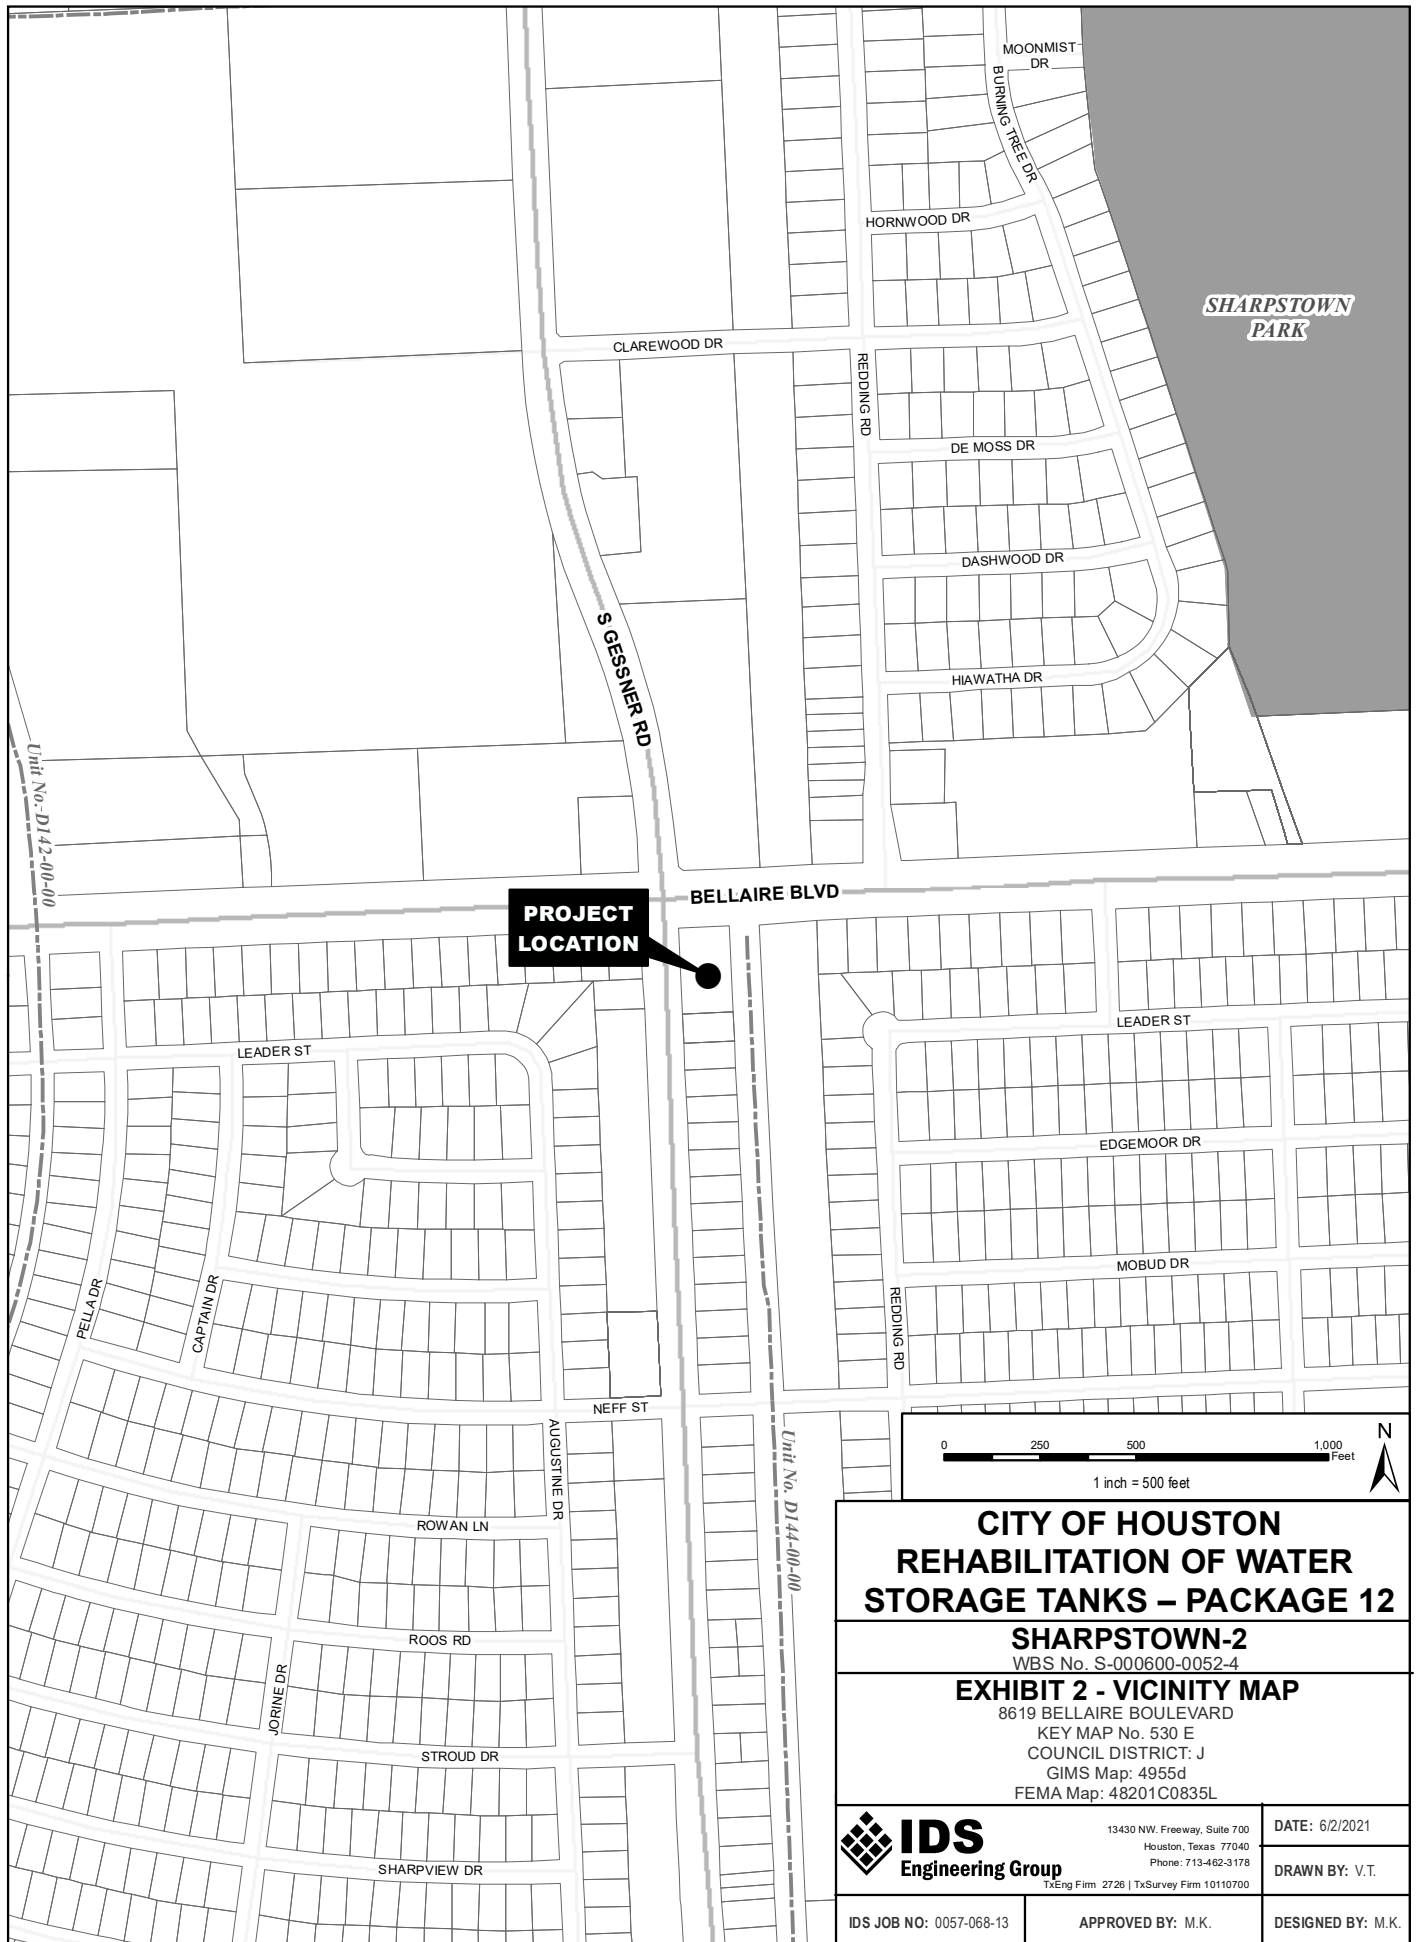 MOONMIST
DR
BURNING TREE DR
HORNWOOD DR
SHARPSTOWN
PARK
CLAREWOOD DR
REDDING RD
DE MOSS DR
DASHWOOD DR
S GESSNER RD
HIAWATHA DR
Unit No. D142-00-00
BELLAIRE BLVD
PROJECT
LOCATION
LEADER ST
LEADER ST
EDGEMOOR DR
MOBUD DR
PELLA DR
CAPTAIN DR
REDDING RD
NEFF ST
AUGUSTINE DR
Unit No. D144-00-00
ROWAN LN
ROOS RD
JORINE DR
STROUD DR
SHARPVIEW DR
0 250 500 1,000
Feet
1 inch = 500 feet
N
CITY OF HOUSTON
REHABILITATION OF WATER
STORAGE TANKS – PACKAGE 12
SHARPSTOWN-2
WBS No. S-000600-0052-4
EXHIBIT 2 - VICINITY MAP
8619 BELLAIRE BOULEVARD
KEY MAP No. 530 E
COUNCIL DISTRICT: J
GIMS Map: 4955d
FEMA Map: 48201C0835L
IDS
Engineering Group
13430 NW. Freeway, Suite 700
Houston, Texas 77040
Phone: 713-462-3178
TxEng Firm 2726 | TxSurvey Firm 10110700
DATE: 6/2/2021
DRAWN BY: V.T.
IDS JOB NO: 0057-068-13
APPROVED BY: M.K.
DESIGNED BY: M.K.